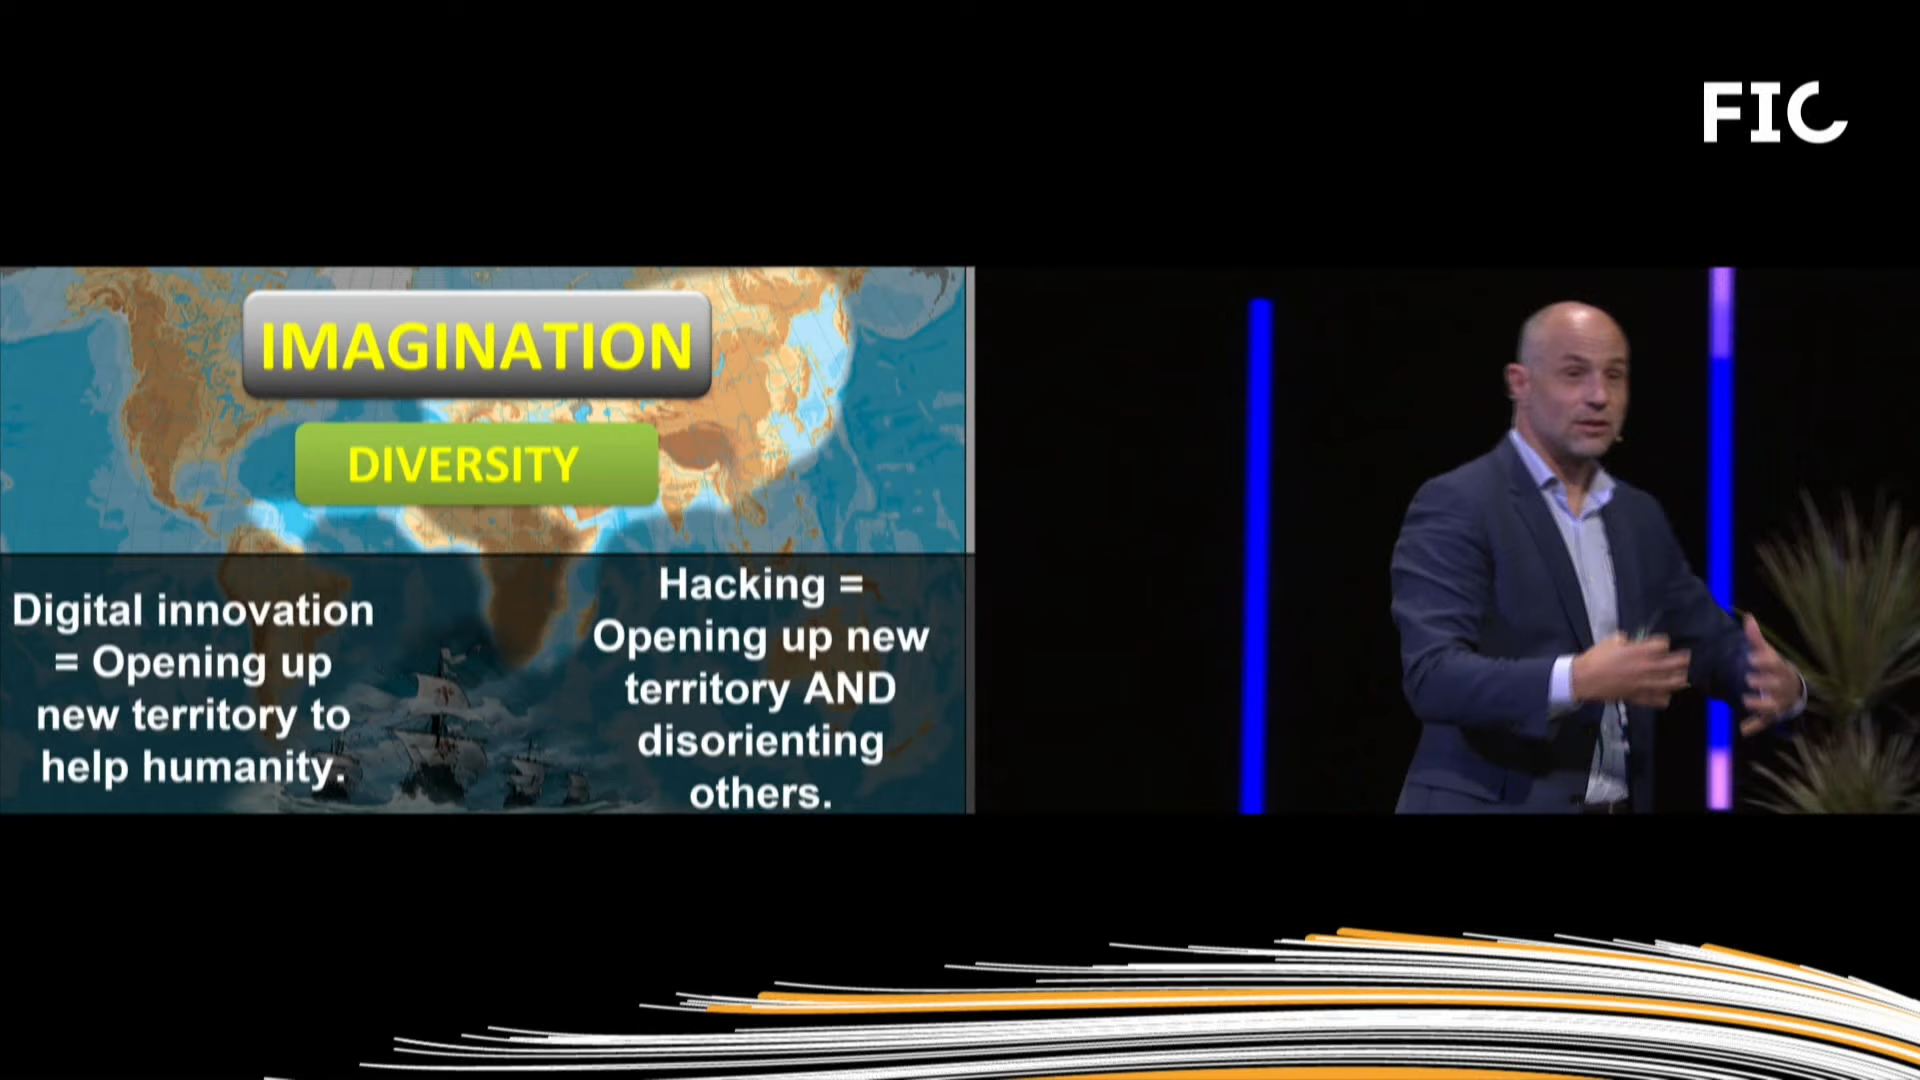 FIC
IMAGINATION
DIVERSITY
Digital innovation
= Opening up
new territory to
help humanity.
Hacking =
Opening up new
territory AND
disorienting
others.